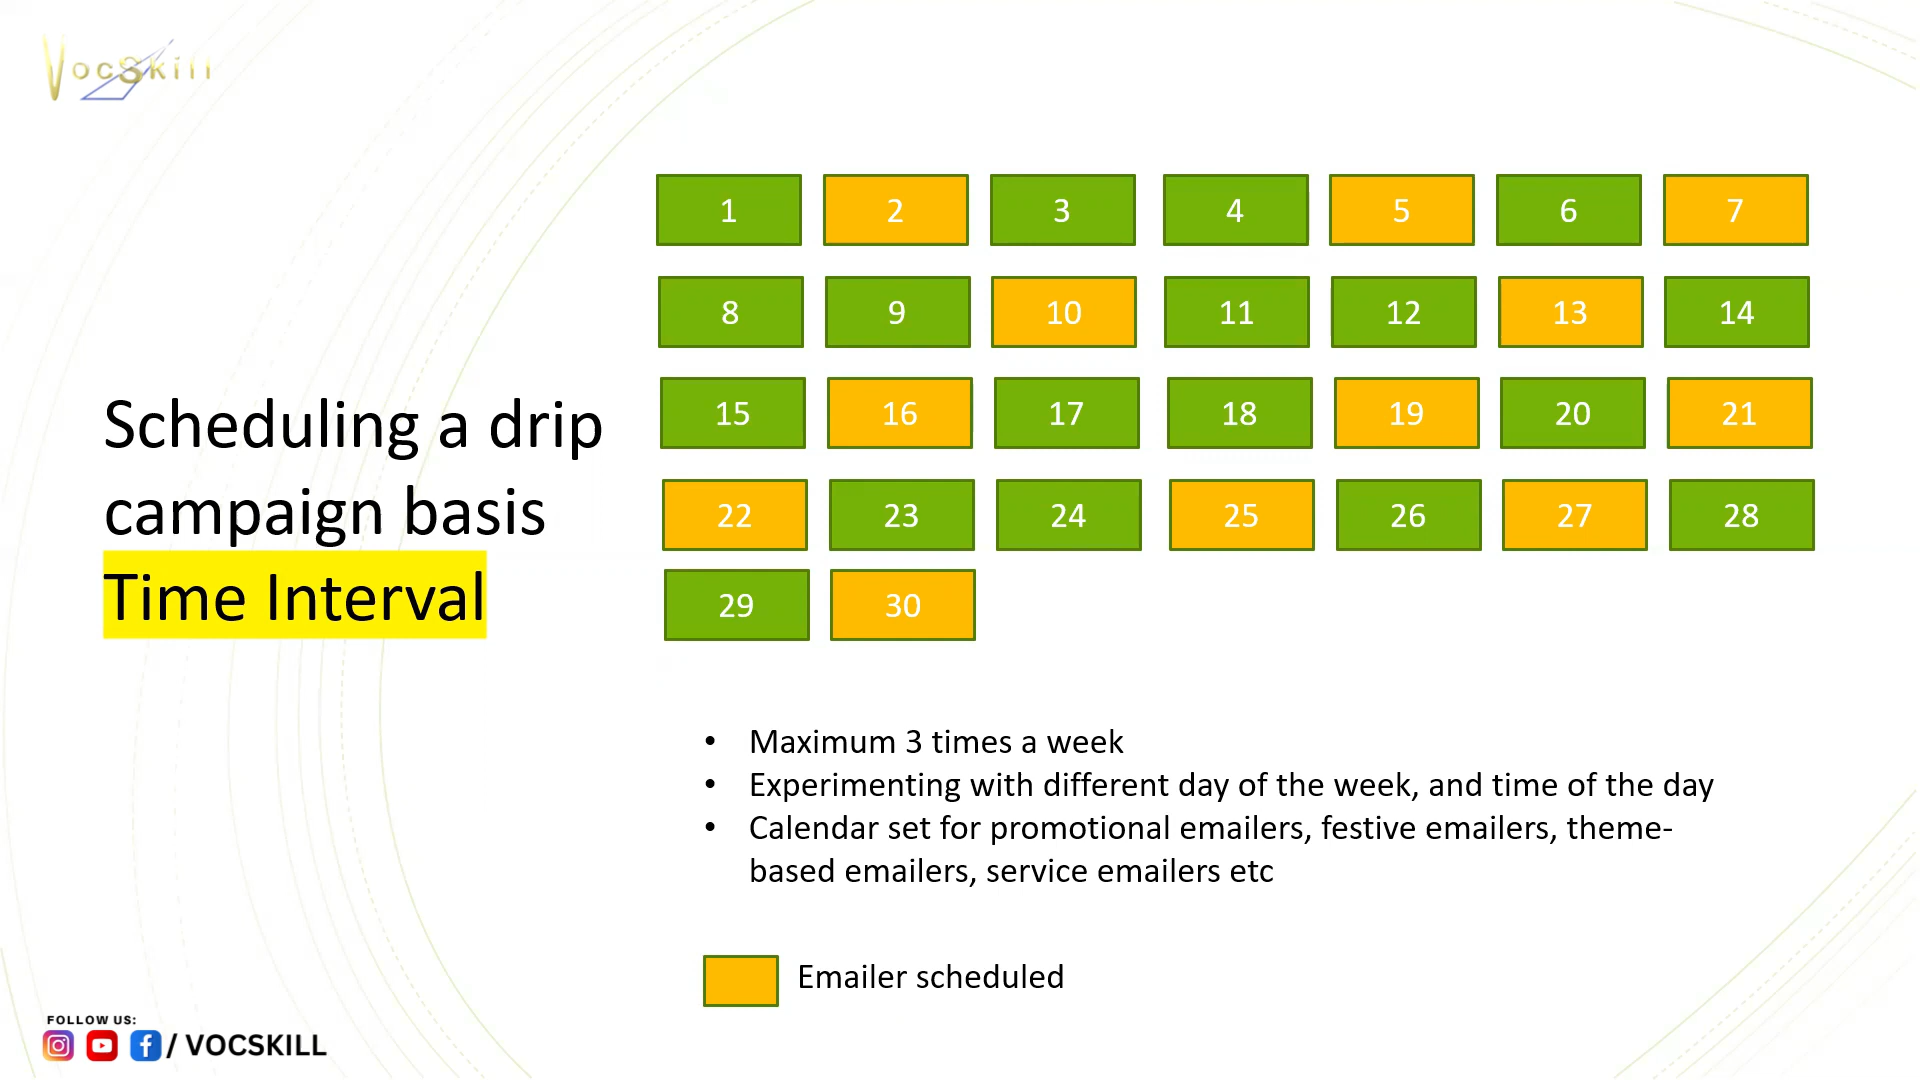 VocSkill
1 2 3 4 5 6 7
8 9 10 11 12 13 14
15 16 17 18 19 20 21
22 23 24 25 26 27 28
29 30
Scheduling a drip
campaign basis
Time Interval
• Maximum 3 times a week
• Experimenting with different day of the week, and time of the day
• Calendar set for promotional emailers, festive emailers, theme-
based emailers, service emailers etc
Emailer scheduled
FOLLOW US:
/ VOCSKILL